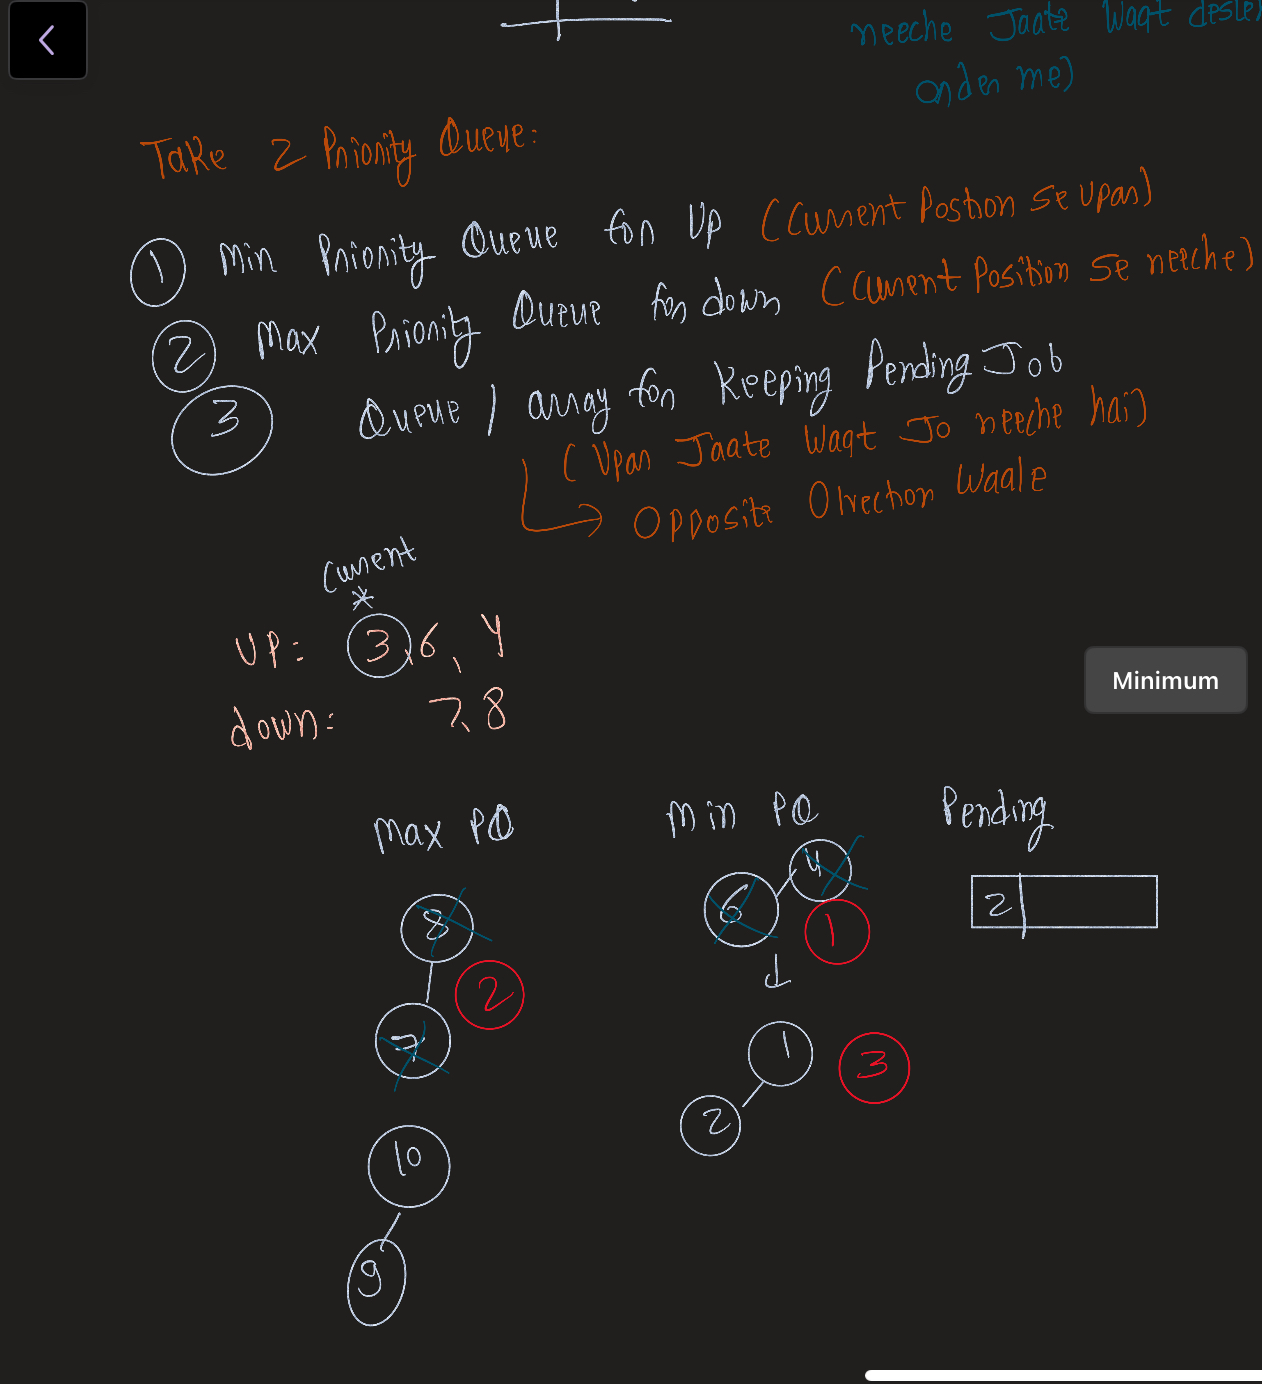 neeche Jaate Waqt
onder me)
Take 2 Priority Queue:
1 Min Priority Queue for Up (Current Postion se upar)
2 Max Priority Queue for down (Current Position se neeche)
3 Queue / array for keeping Pending Job
(Upar Jaate Waqt Jo neeche hai)
Opposite Direction Waale
Current
*
UP: 3, 6, 4
down: 7, 8
Minimum
Max PQ Min PQ Pending
4
8 6 2
1
2
7 1 3
2
10
9